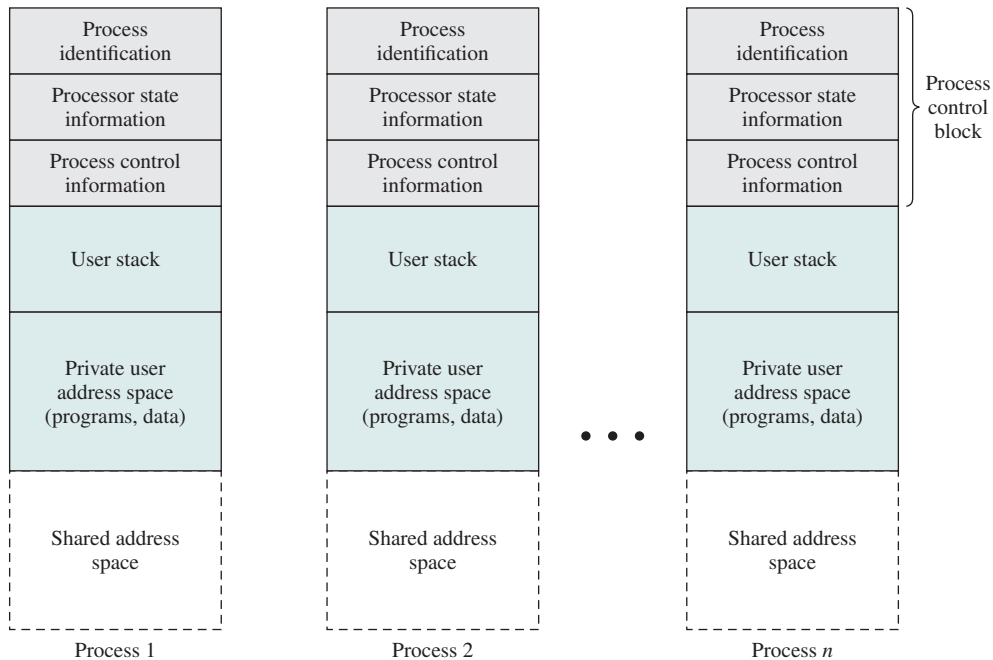 Process
identification
Processor state
information
Process control
information
User stack
Private user
address space
(programs, data)
Shared address
space
Process 1
Process
identification
Processor state
information
Process control
information
User stack
Private user
address space
(programs, data)
Shared address
space
Process 2
Process
identification
Processor state
information
Process control
information
User stack
Private user
address space
(programs, data)
Shared address
space
Process n
Process
control
block